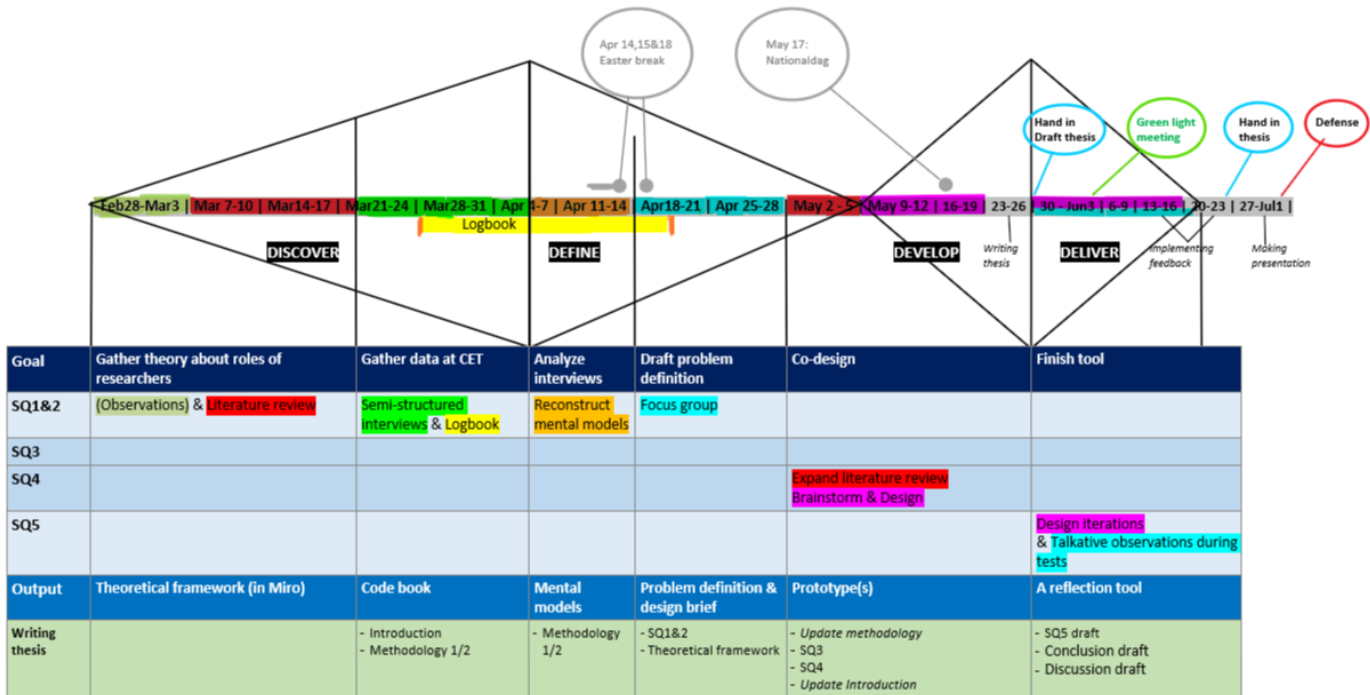 Apr 14,15&18
Easter break
May 17:
Nationaldag
Hand in
Draft thesis
Green light
meeting
Hand in
thesis
Defense
Feb28-Mar3 | Mar 7-10 | Mar14-17 | Mar21-24 | Mar28-31 | Apr 4-7 | Apr 11-14 | Apr18-21 | Apr 25-28 | May 2 - 5 | May 9-12 | 16-19 | 23-26 | 30 - Jun3 | 6-9 | 13-16 | 20-23 | 27-Jul1 |
Logbook
DISCOVER
DEFINE
DEVELOP
DELIVER
Writing
thesis
Implementing
feedback
Making
presentation
Goal
Gather theory about roles of
researchers
Gather data at CET
Analyze
interviews
Draft problem
definition
Co-design
Finish tool
SQ1&2
(Observations) & Literature review
Semi-structured
interviews & Logbook
Reconstruct
mental models
Focus group
SQ3
SQ4
Expand literature review
Brainstorm & Design
SQ5
Design iterations
& Talkative observations during
tests
Output
Theoretical framework (in Miro)
Code book
Mental
models
Problem definition &
design brief
Prototype(s)
A reflection tool
Writing
thesis
- Introduction
- Methodology 1/2
- Methodology
1/2
- SQ1&2
- Theoretical framework
- Update methodology
- SQ3
- SQ4
- Update Introduction
- SQ5 draft
- Conclusion draft
- Discussion draft